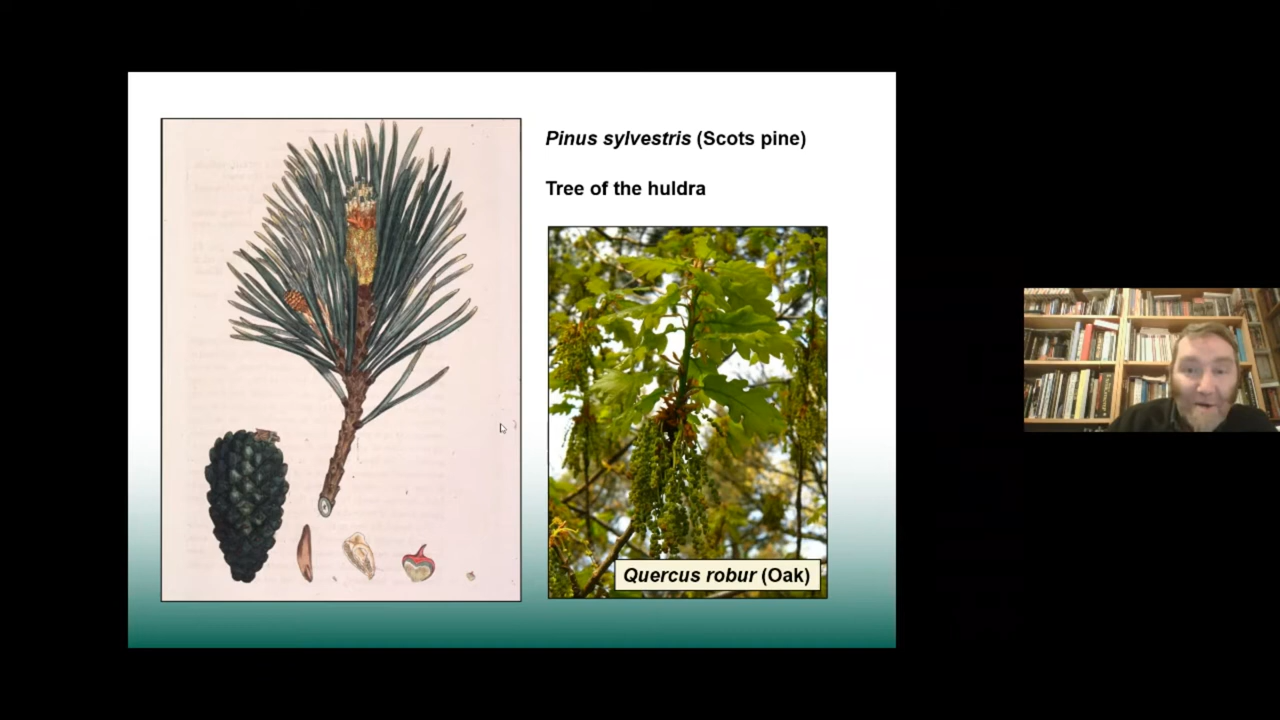 Pinus sylvestris (Scots pine)
Tree of the huldra
Quercus robur (Oak)